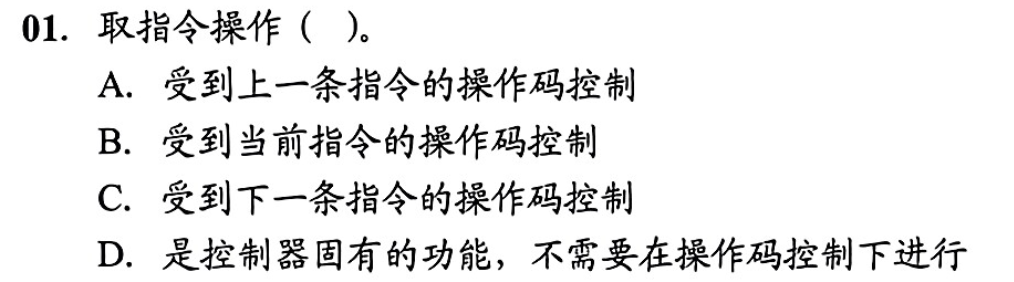 01. 取指令操作（ ）。
A. 受到上一条指令的操作码控制
B. 受到当前指令的操作码控制
C. 受到下一条指令的操作码控制
D. 是控制器固有的功能，不需要在操作码控制下进行